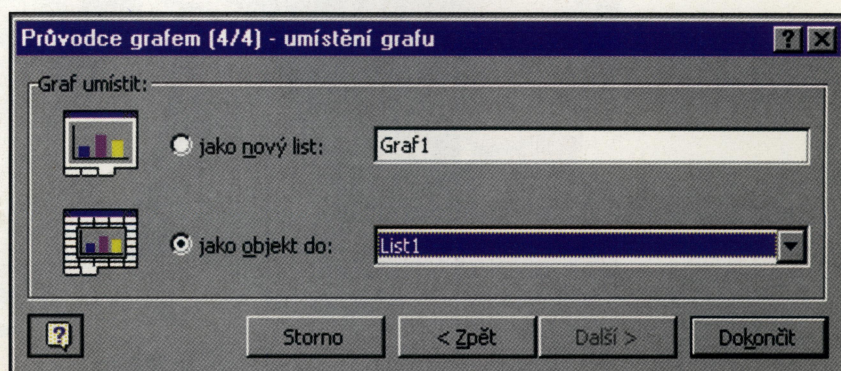 Průvodce grafem (4/4) - umístění grafu
Graf umístit:
jako nový list: Graf1
jako objekt do: List1
Storno < Zpět Další > Dokončit